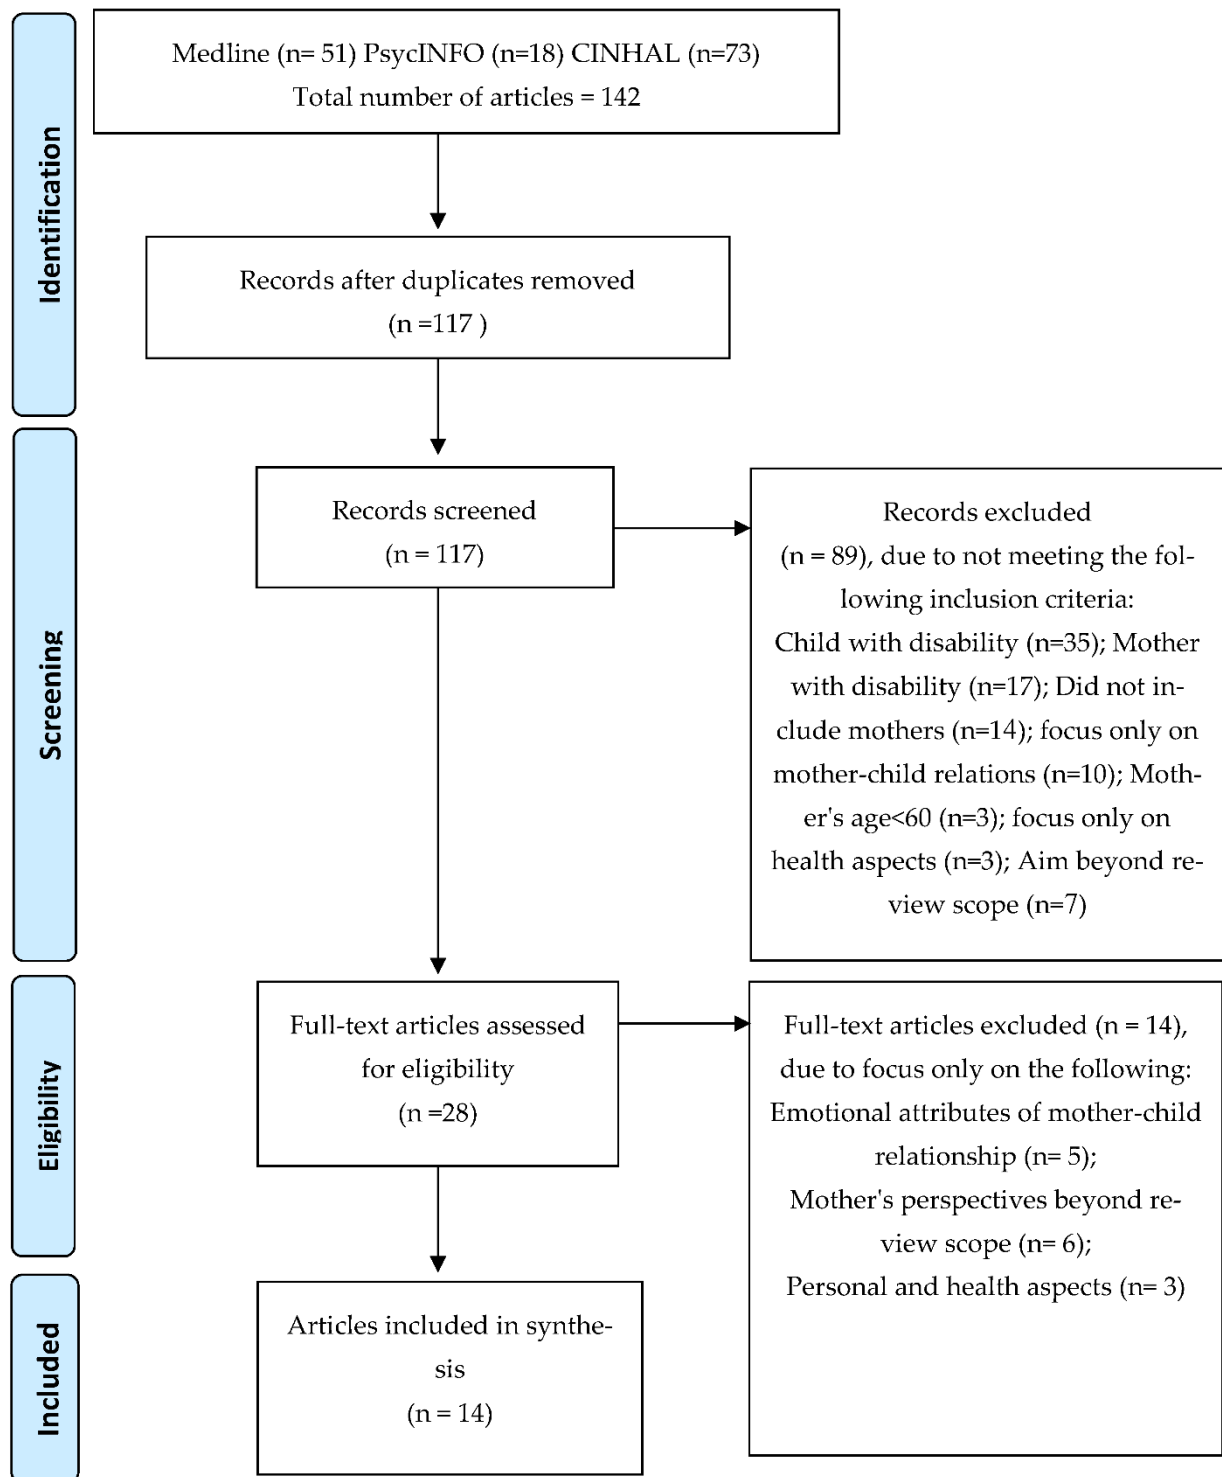 Identification
Medline (n= 51) PsycINFO (n=18) CINHAL (n=73)
Total number of articles = 142
Records after duplicates removed
(n =117 )
Screening
Records screened
(n = 117)
Records excluded
(n = 89), due to not meeting the fol-
lowing inclusion criteria:
Child with disability (n=35); Mother
with disability (n=17); Did not in-
clude mothers (n=14); focus only on
mother-child relations (n=10); Moth-
er's age<60 (n=3); focus only on
health aspects (n=3); Aim beyond re-
view scope (n=7)
Eligibility
Full-text articles assessed
for eligibility
(n =28)
Full-text articles excluded (n = 14),
due to focus only on the following:
Emotional attributes of mother-child
relationship (n= 5);
Mother's perspectives beyond re-
view scope (n= 6);
Personal and health aspects (n= 3)
Included
Articles included in synthe-
sis
(n = 14)